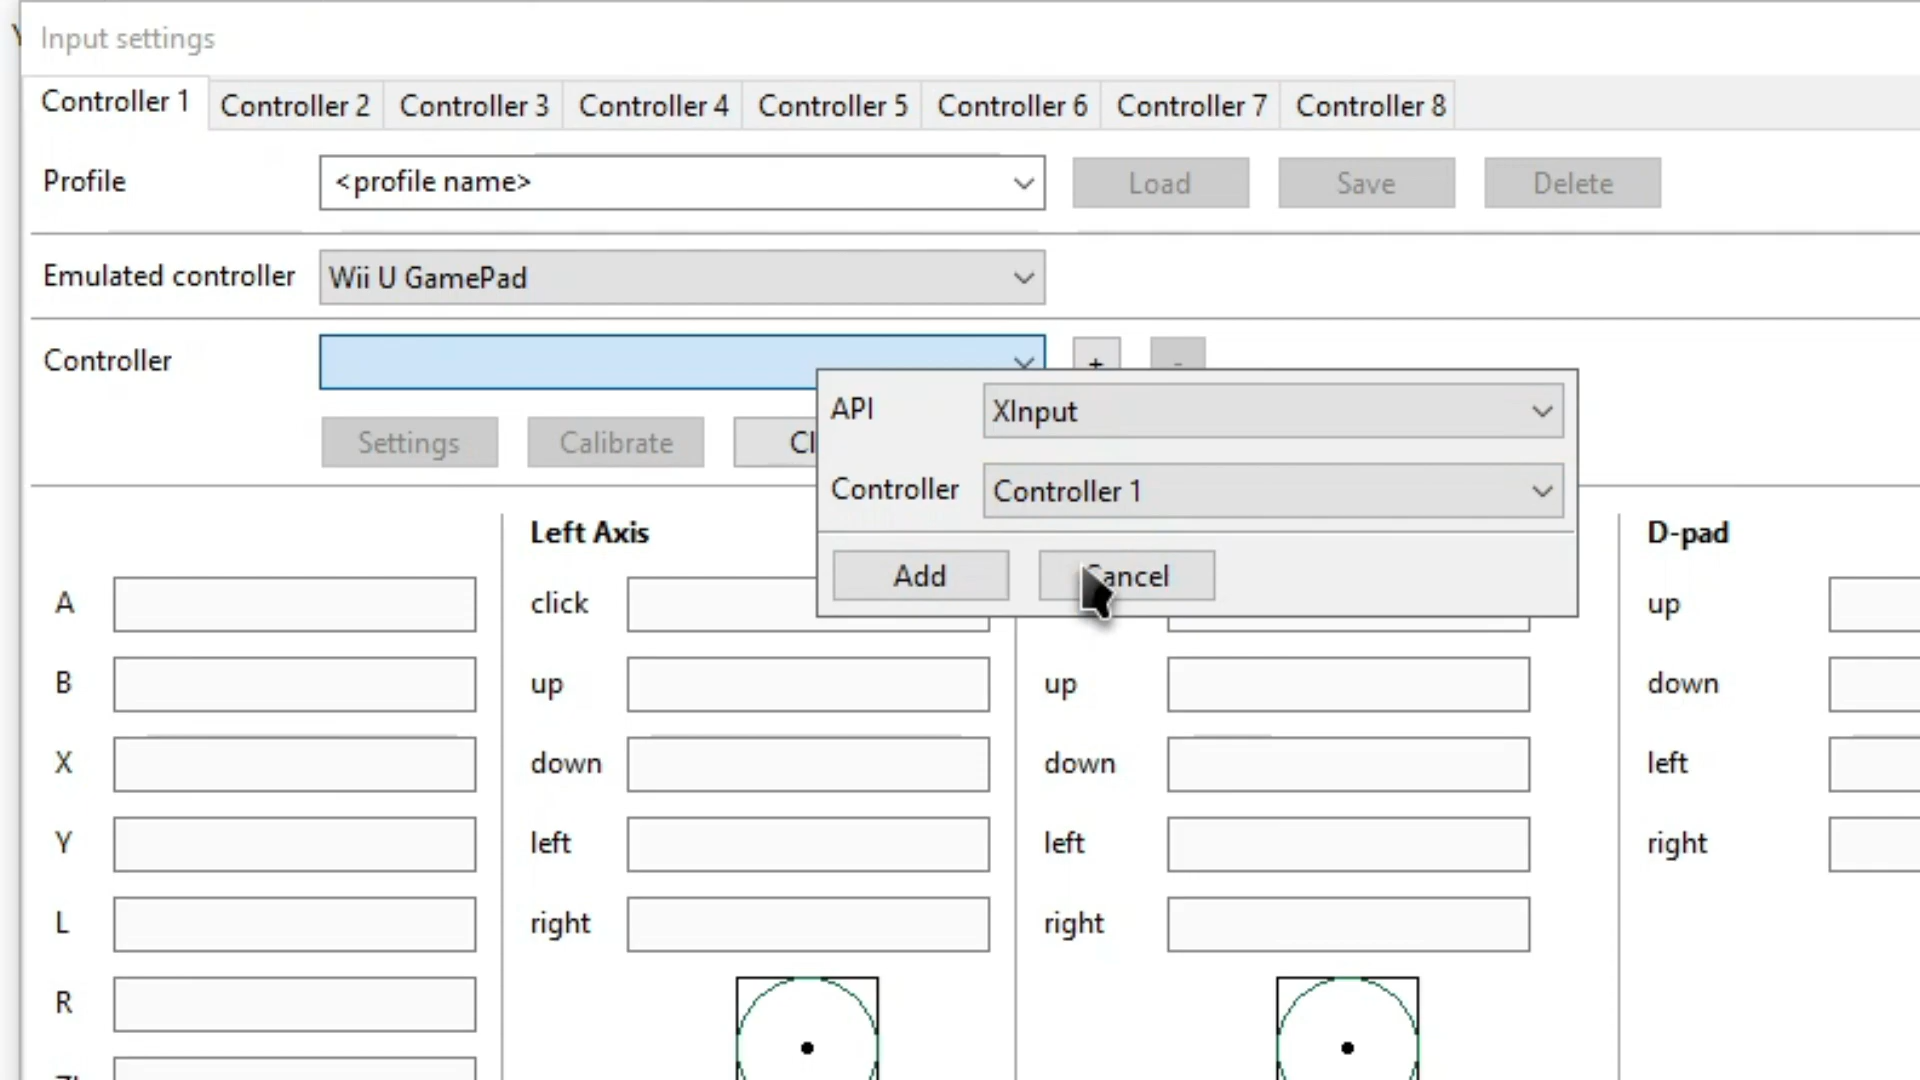 Input settings
Controller 1 Controller 2 Controller 3 Controller 4 Controller 5 Controller 6 Controller 7 Controller 8
Profile <profile name> Load Save Delete
Emulated controller Wii U GamePad
Controller + -
API XInput
Settings Calibrate
Controller Controller 1
Left Axis D-pad
Add Cancel
A click up
B up up down
X down down left
Y left left right
L right right
R